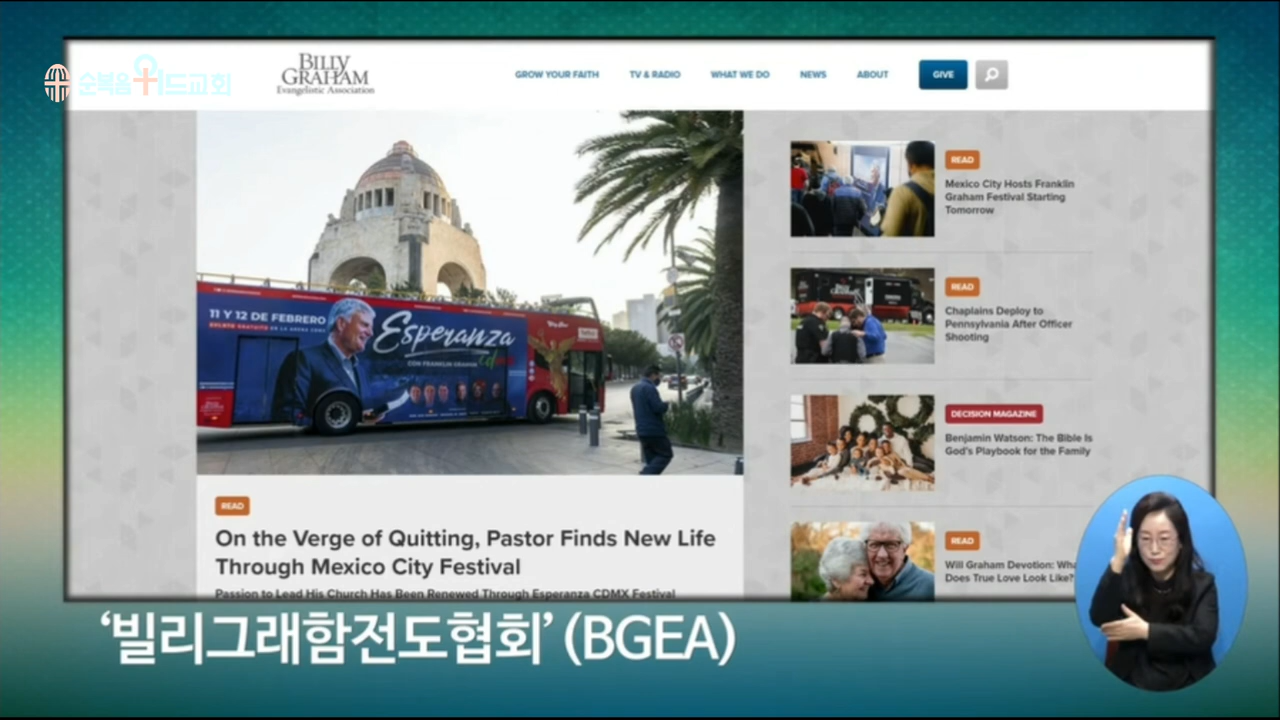 순복음위드교회
BILLY
GRAHAM
Evangelistic Association
GROW YOUR FAITH
TV & RADIO
WHAT WE DO
NEWS
ABOUT
GIVE
11 Y 12 DE FEBRERO
Esperanza
CON FRANKLIN GRAHAM
READ
On the Verge of Quitting, Pastor Finds New Life
Through Mexico City Festival
Passion to Lead His Church Has Been Renewed Through Esperanza CDMX Festival
READ
Mexico City Hosts Franklin
Graham Festival Starting
Tomorrow
READ
Chaplains Deploy to
Pennsylvania After Officer
Shooting
DECISION MAGAZINE
Benjamin Watson: The Bible Is
God's Playbook for the Family
READ
Will Graham Devotion: Wha
Does True Love Look Like?
‘빌리그래함전도협회’ (BGEA)